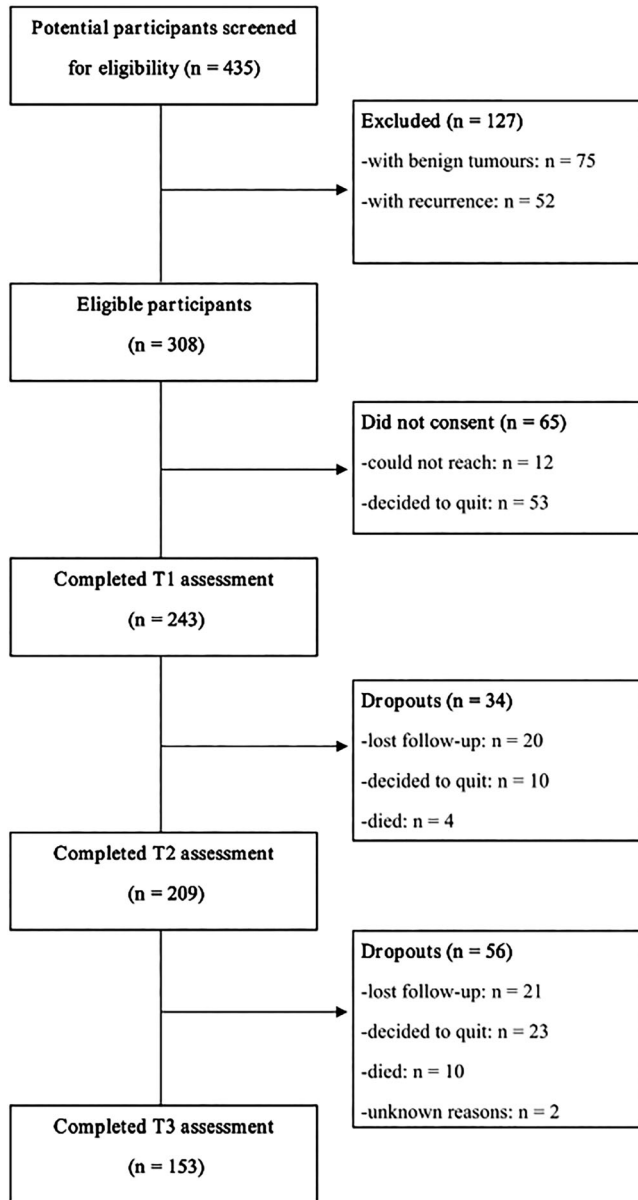 Potential participants screened
for eligibility (n = 435)
Excluded (n = 127)
-with benign tumours: n = 75
-with recurrence: n = 52
Eligible participants
(n = 308)
Did not consent (n = 65)
-could not reach: n = 12
-decided to quit: n = 53
Completed T1 assessment
(n = 243)
Dropouts (n = 34)
-lost follow-up: n = 20
-decided to quit: n = 10
-died: n = 4
Completed T2 assessment
(n = 209)
Dropouts (n = 56)
-lost follow-up: n = 21
-decided to quit: n = 23
-died: n = 10
-unknown reasons: n = 2
Completed T3 assessment
(n = 153)